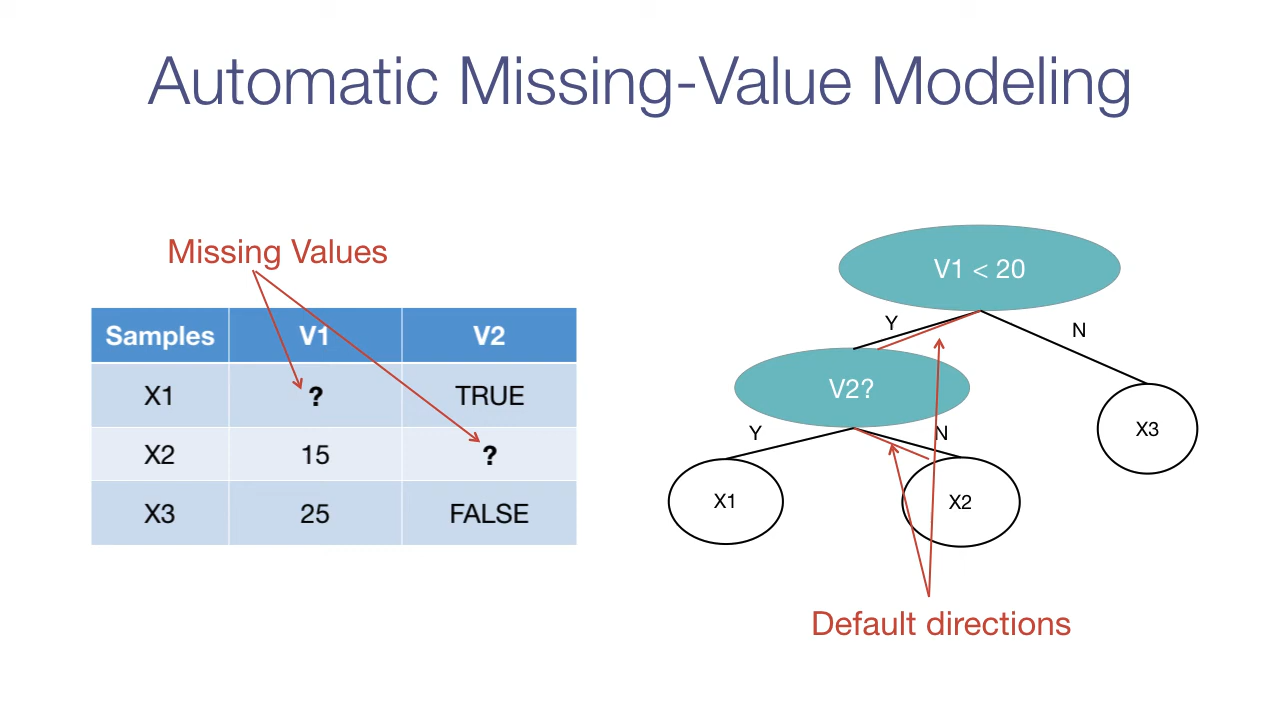 Automatic Missing-Value Modeling
Missing Values
Samples V1 V2
X1 ? TRUE
X2 15 ?
X3 25 FALSE
V1 < 20
Y N
V2?
Y N
X3
X1 X2
Default directions